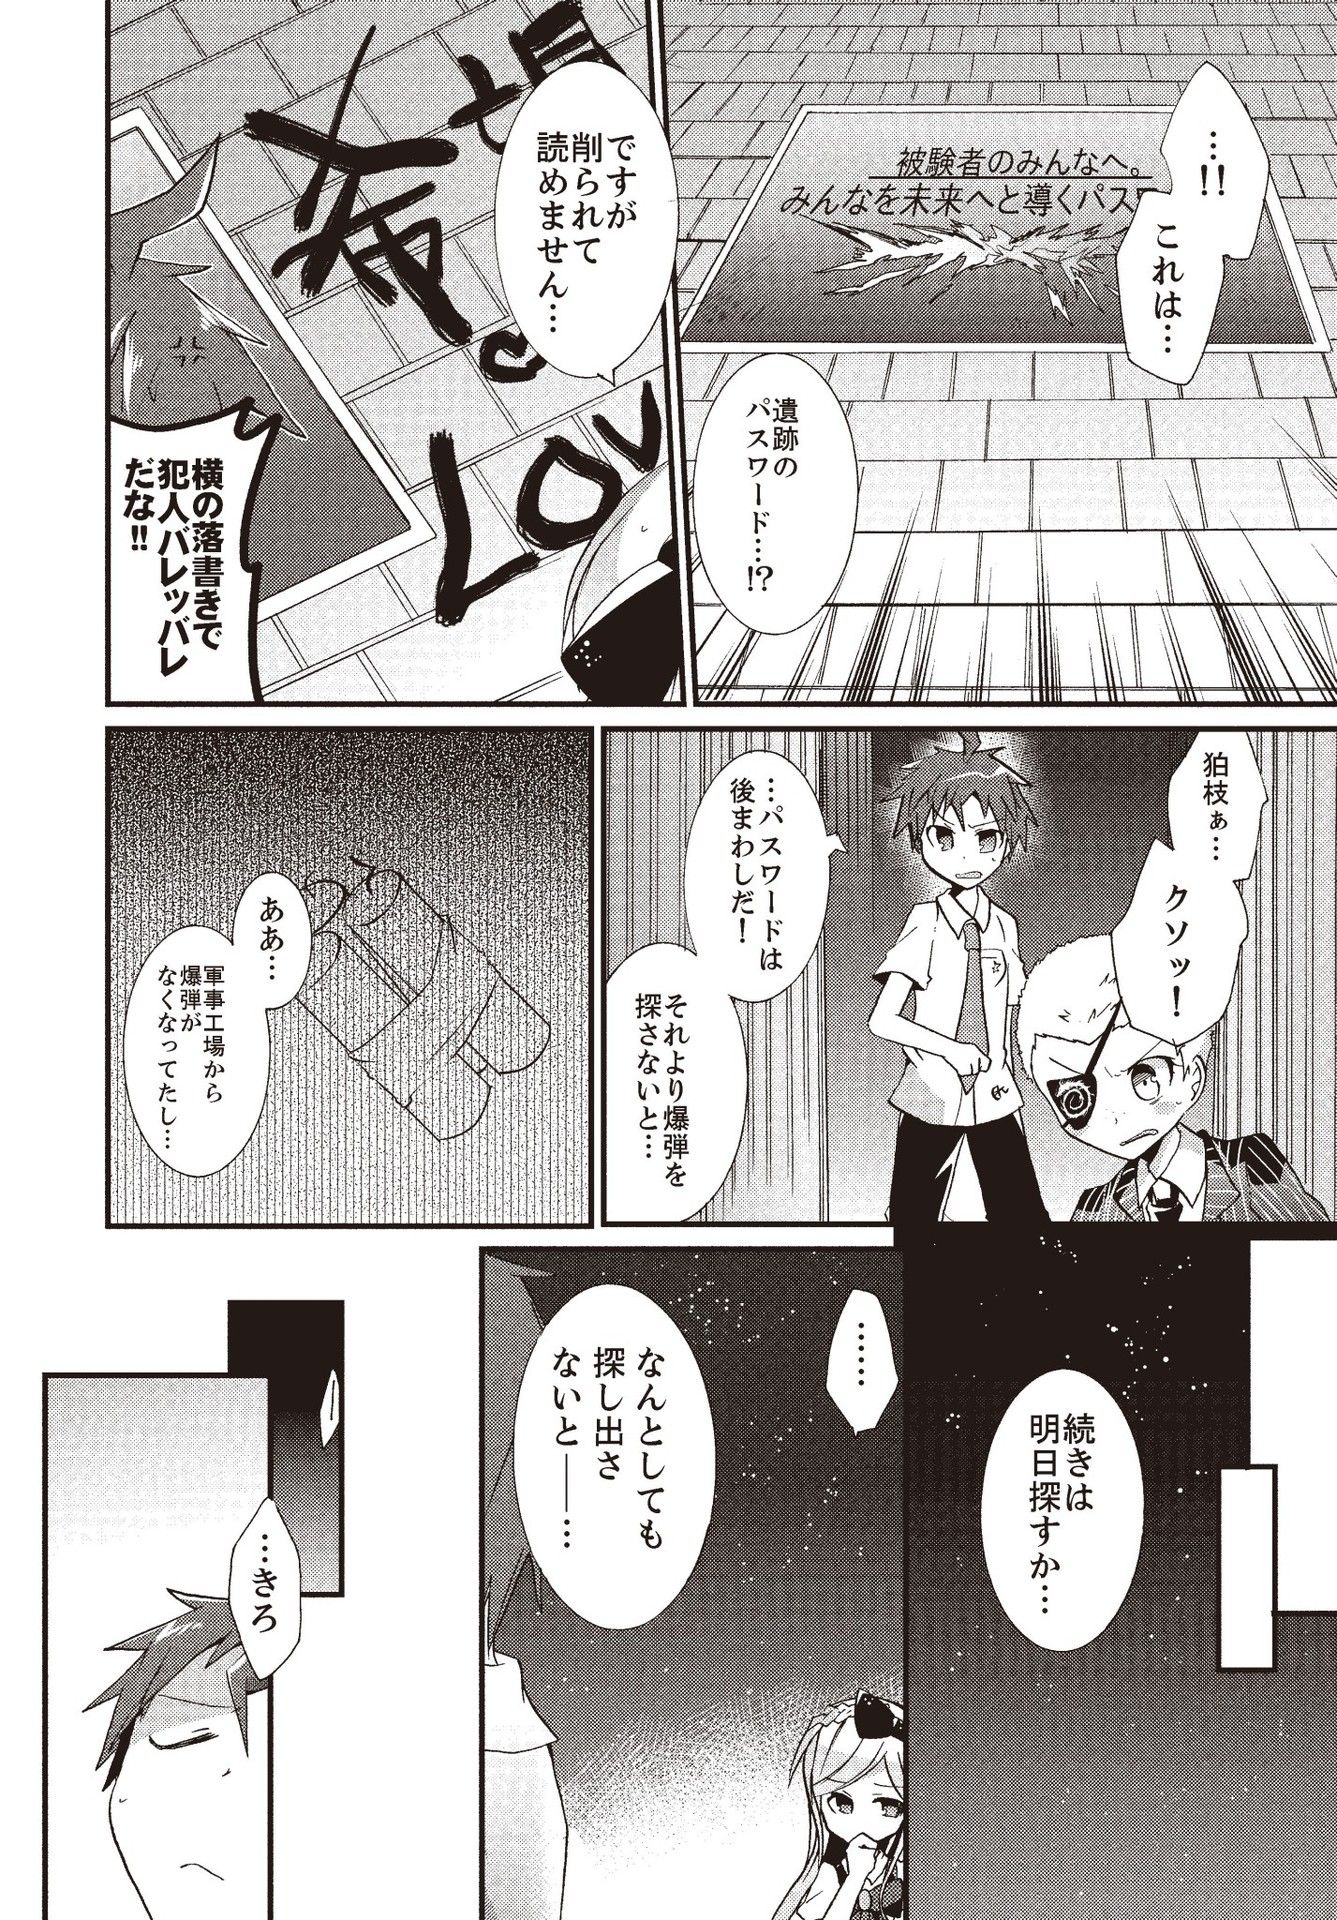 …!!
これは…
被験者のみんなへ。
みんなを未来へと導くパスワ
遺跡の
パスワード…!?
ですが
削られて
読めません…
希望
LOV
横の落書きで
犯人バレッバレ
だな!!
狛枝ぁ…
クソッ!
…パスワードは
後まわしだ!
それより爆弾を
探さないと…
ああ…
軍事工場から
爆弾が
なくなってたし…
続きは
明日探すか…
……
なんとしても
探し出さ
ないと――…
…きろ